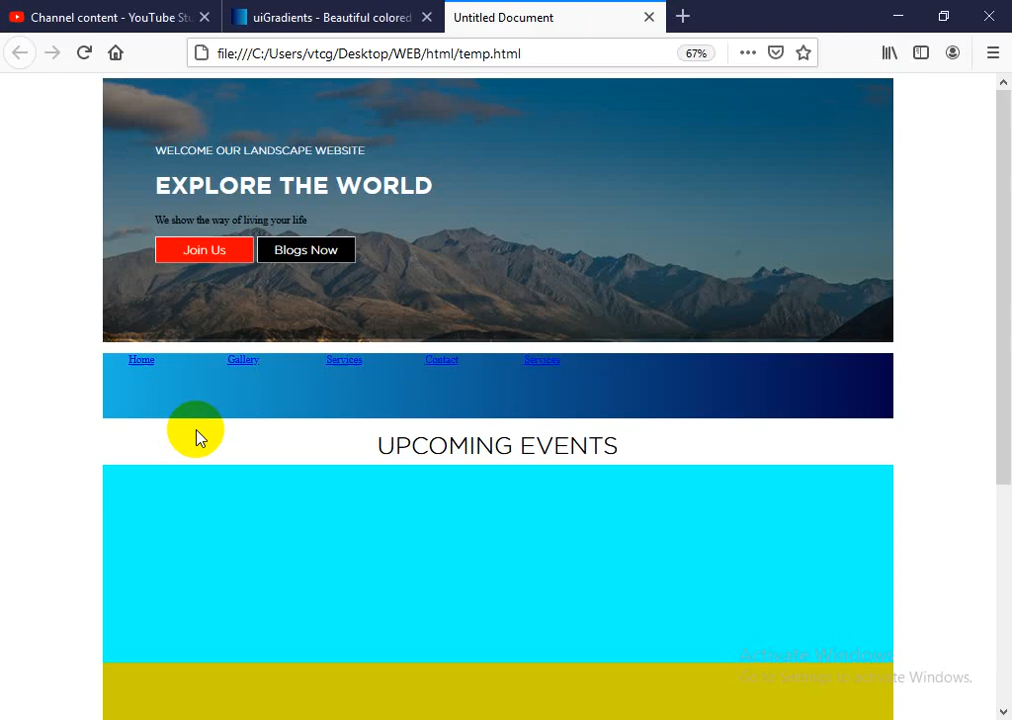 Channel content - YouTube Stu
uiGradients - Beautiful colored
Untitled Document
file:///C:/Users/vtcg/Desktop/WEB/html/temp.html
67%
WELCOME OUR LANDSCAPE WEBSITE
EXPLORE THE WORLD
We show the way of living your life
Join Us
Blogs Now
Home
Gallery
Services
Contact
Services
UPCOMING EVENTS
Activate Windows
Go to Settings to activate Windows.